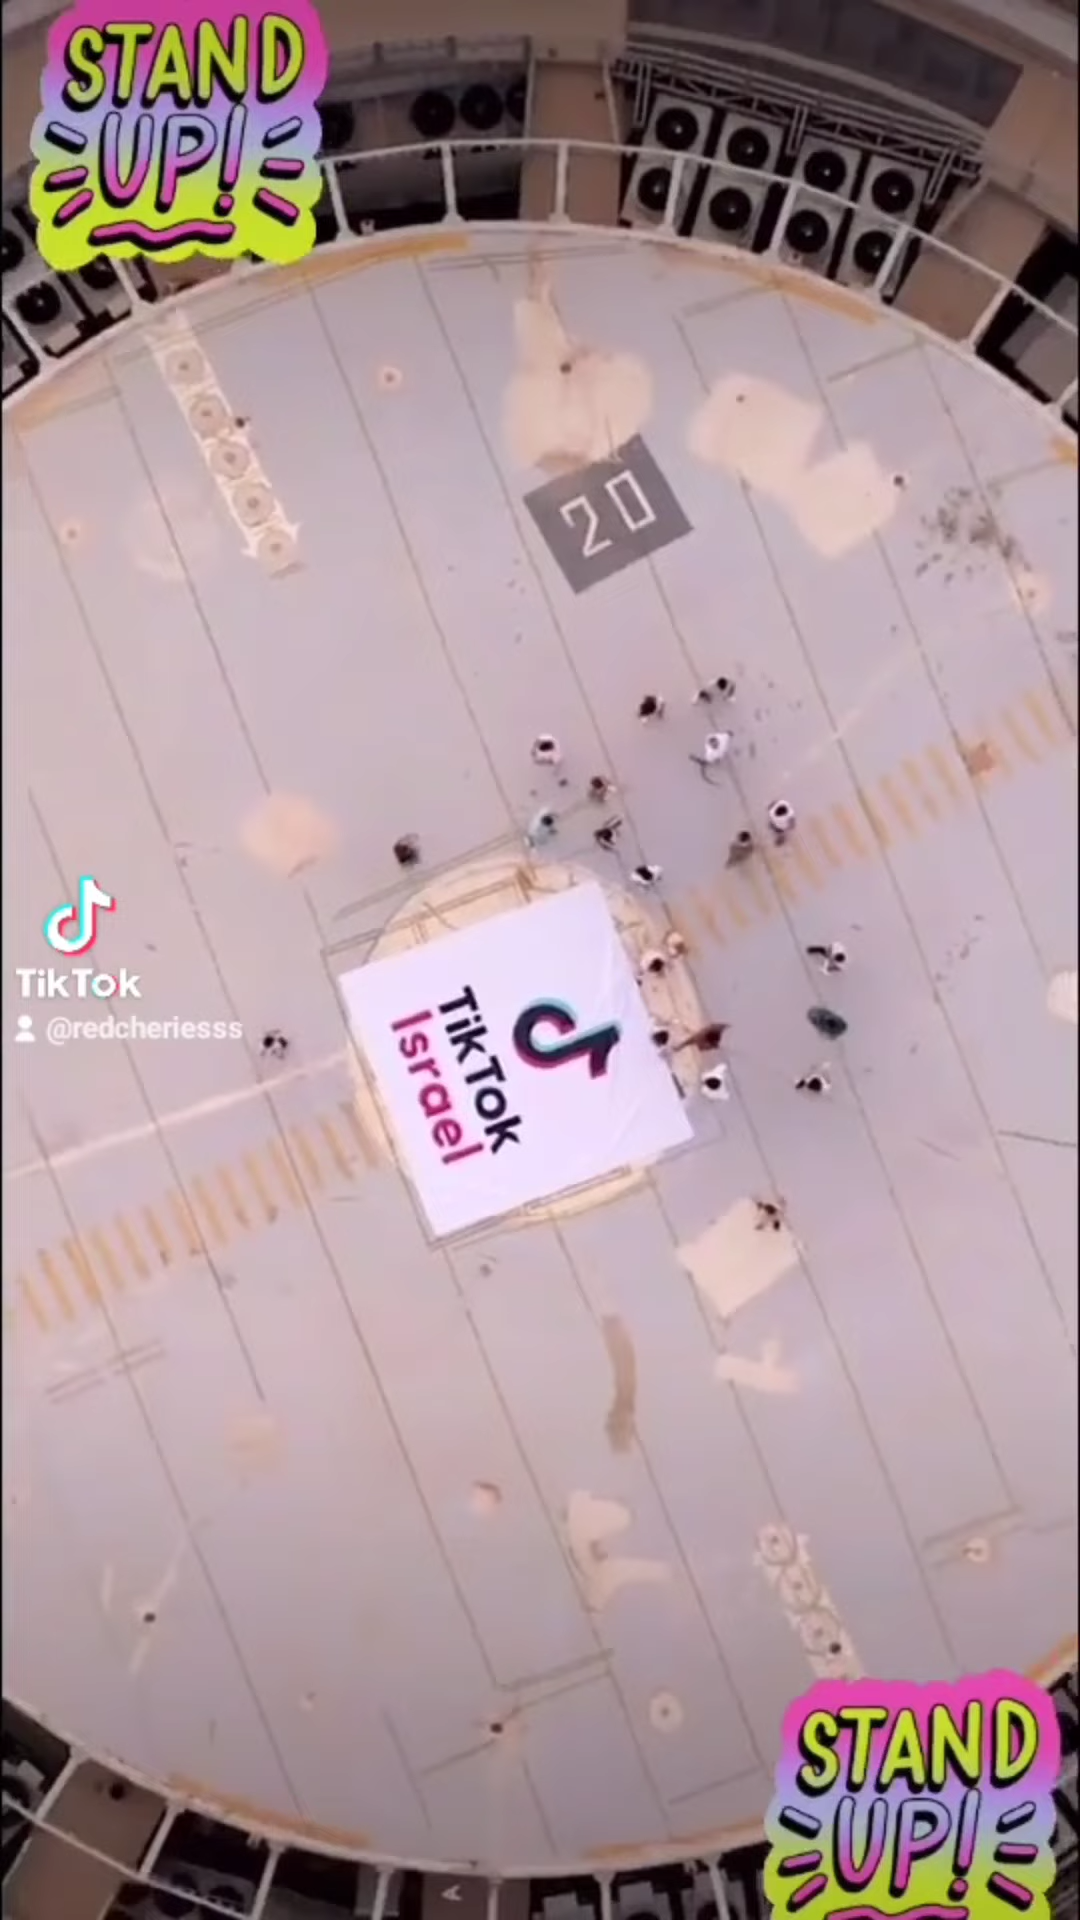 STAND
UP!
20
TikTok
Israel
TikTok
@redcheriesss
STAND
UP!